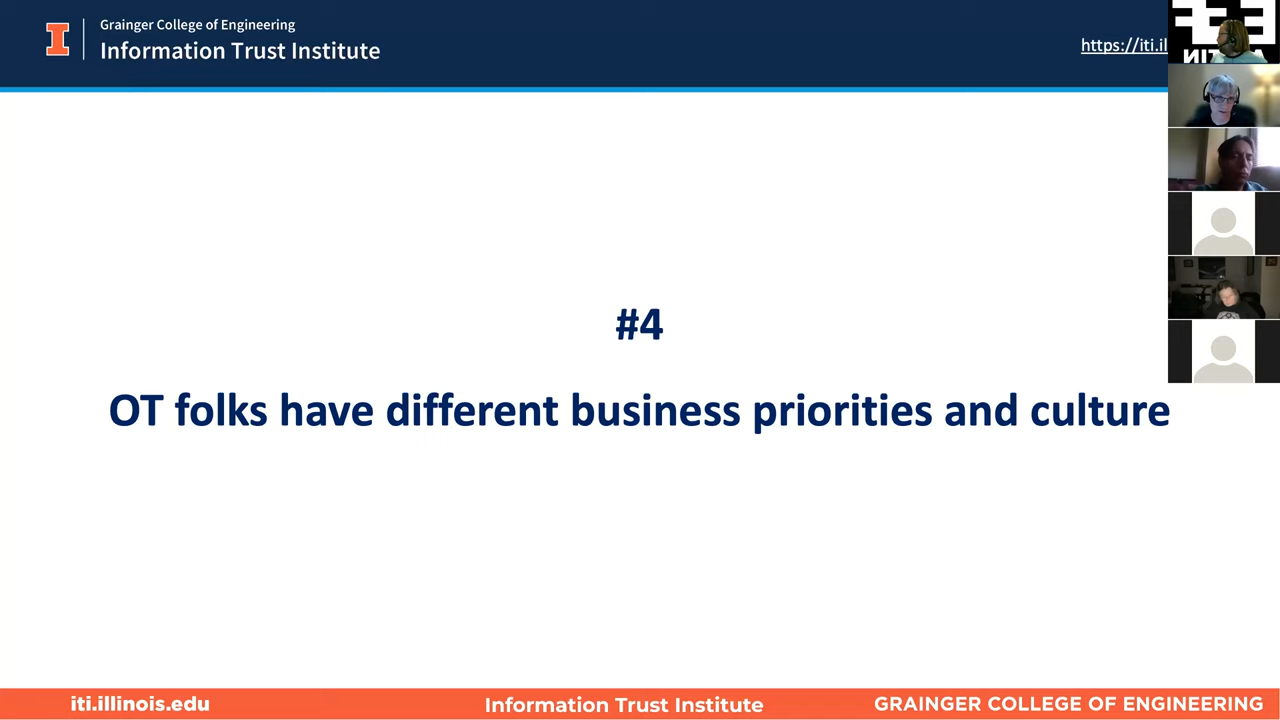 Grainger College of Engineering
Information Trust Institute
https://iti.il
#4
OT folks have different business priorities and culture
iti.illinois.edu
Information Trust Institute
GRAINGER COLLEGE OF ENGINEERING